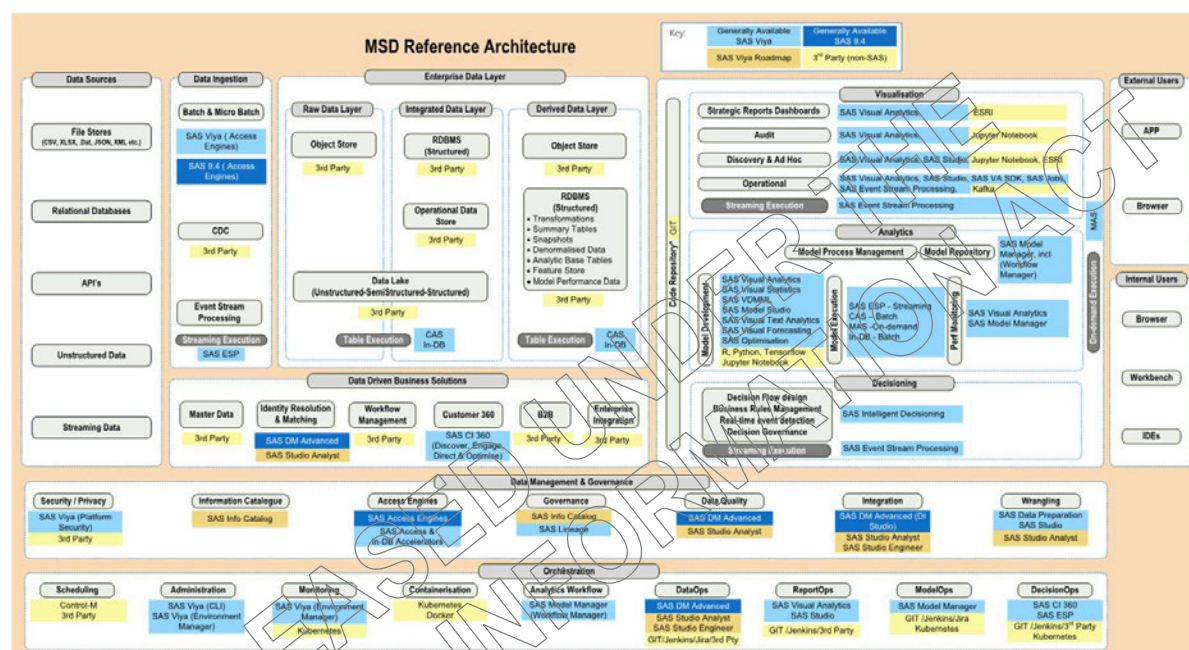 MSD Reference Architecture
Key:
Generally Available
SAS Viya
Generally Available
SAS 9.4
SAS Viya Roadmap
3rd Party (non-SAS)
Data Sources
File Stores
(CSV, XLSX, .Dat, JSON, XML etc.)
Relational Databases
API's
Unstructured Data
Streaming Data
Data Ingestion
Batch & Micro Batch
SAS Viya ( Access
Engines)
SAS 9.4 ( Access
Engines)
CDC
3rd Party
Event Stream
Processing
Streaming Execution
SAS ESP
Enterprise Data Layer
Raw Data Layer
Object Store
3rd Party
Integrated Data Layer
RDBMS
(Structured)
3rd Party
Operational Data
Store
3rd Party
Data Lake
(Unstructured-SemiStructured-Structured)
3rd Party
Table Execution
CAS
In-DB
Derived Data Layer
Object Store
3rd Party
RDBMS
(Structured)
• Transformations
• Summary Tables
• Snapshots
• Denormalised Data
• Analytic Base Tables
• Feature Store
• Model Performance Data
3rd Party
Table Execution
CAS
In-DB
Data Driven Business Solutions
Master Data
3rd Party
Identity Resolution
& Matching
SAS DM Advanced
SAS Studio Analyst
Workflow
Management
3rd Party
Customer 360
SAS CI 360
(Discover, Engage,
Direct & Optimise)
B2B
3rd Party
Enterprise
Integration
3rd Party
Code Repository* GIT
Visualisation
Strategic Reports Dashboards
SAS Visual Analytics
ESRI
Audit
SAS Visual Analytics
Jupyter Notebook
Discovery & Ad Hoc
SAS Visual Analytics, SAS Studio, Jupyter Notebook, ESRI
Operational
SAS Visual Analytics, SAS Studio, SAS VA SDK, SAS Jobs,
SAS Event Stream Processing, Kafka
Streaming Execution
SAS Event Stream Processing
Analytics
Model Process Management
Model Repository
SAS Model
Manager, incl
(Workflow
Manager)
Model Development
SAS Visual Analytics
SAS Visual Statistics
SAS VDMML
SAS Model Studio
SAS Visual Text Analytics
SAS Visual Forecasting
SAS Optimisation
R, Python, Tensorflow
Jupyter Notebook
Model Execution
SAS ESP - Streaming
CAS - Batch
MAS -On-demand
In-DB - Batch
Perf Monitoring
SAS Visual Analytics
SAS Model Manager
Decisioning
Decision Flow design
Business Rules Management
Real-time event detection
Decision Governance
SAS Intelligent Decisioning
Streaming Execution
SAS Event Stream Processing
MAS
On-demand Execution
External Users
APP
Browser
Internal Users
Browser
Workbench
IDEs
Data Management & Governance
Security / Privacy
SAS Viya (Platform
Security)
3rd Party
Information Catalogue
SAS Info Catalog
Access Engines
SAS Access Engines
SAS Access &
In-DB Accelerators
Governance
SAS Info Catalog
SAS Lineage
Data Quality
SAS DM Advanced
SAS Studio Analyst
Integration
SAS DM Advanced (DI
Studio)
SAS Studio Analyst
SAS Studio Engineer
Wrangling
SAS Data Preparation
SAS Studio
SAS Studio Analyst
Orchestration
Scheduling
Control-M
3rd Party
Administration
SAS Viya (CLI)
SAS Viya (Environment
Manager)
Monitoring
SAS Viya (Environment
Manager)
Kubernetes
Containerisation
Kubernetes
Docker
Analytics Workflow
SAS Model Manager
(Workflow Manager)
DataOps
SAS DM Advanced
SAS Studio Analyst
SAS Studio Engineer
GIT/Jenkins/Jira/3rd Pty
ReportOps
SAS Visual Analytics
SAS Studio
GIT /Jenkins/3rd Party
ModelOps
SAS Model Manager
GIT /Jenkins/Jira
Kubernetes
DecisionOps
SAS CI 360
SAS ESP
GIT /Jenkins/3rd Party
Kubernetes
EASED UNDER THE
INFORMATION ACT